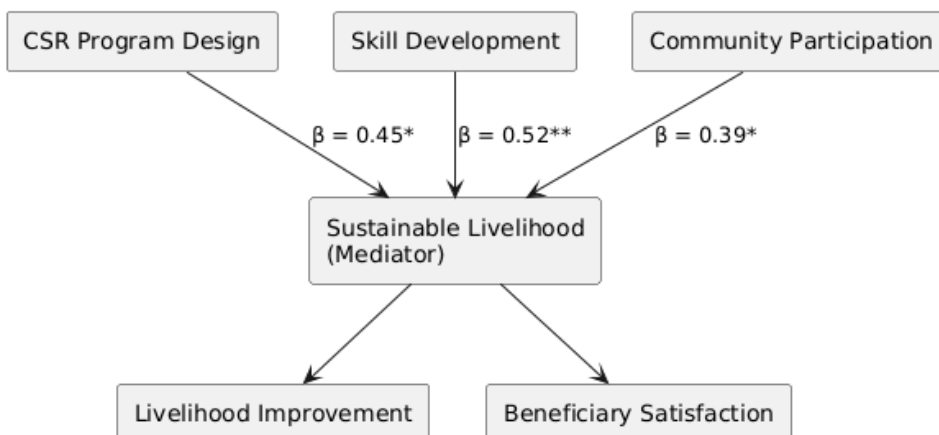 CSR Program Design
Skill Development
Community Participation
β = 0.45*
β = 0.52**
β = 0.39*
Sustainable Livelihood
(Mediator)
Livelihood Improvement
Beneficiary Satisfaction